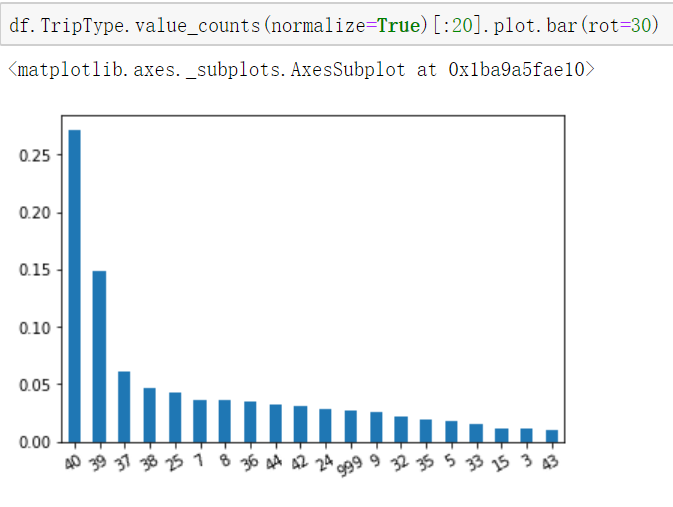 df.TripType.value_counts(normalize=True)[:20].plot.bar(rot=30)
<matplotlib.axes._subplots.AxesSubplot at 0x1ba9a5fae10>
0.25
0.20
0.15
0.10
0.05
0.00
40 39 37 38 25 7 8 36 44 42 24 999 9 32 35 5 33 15 3 43